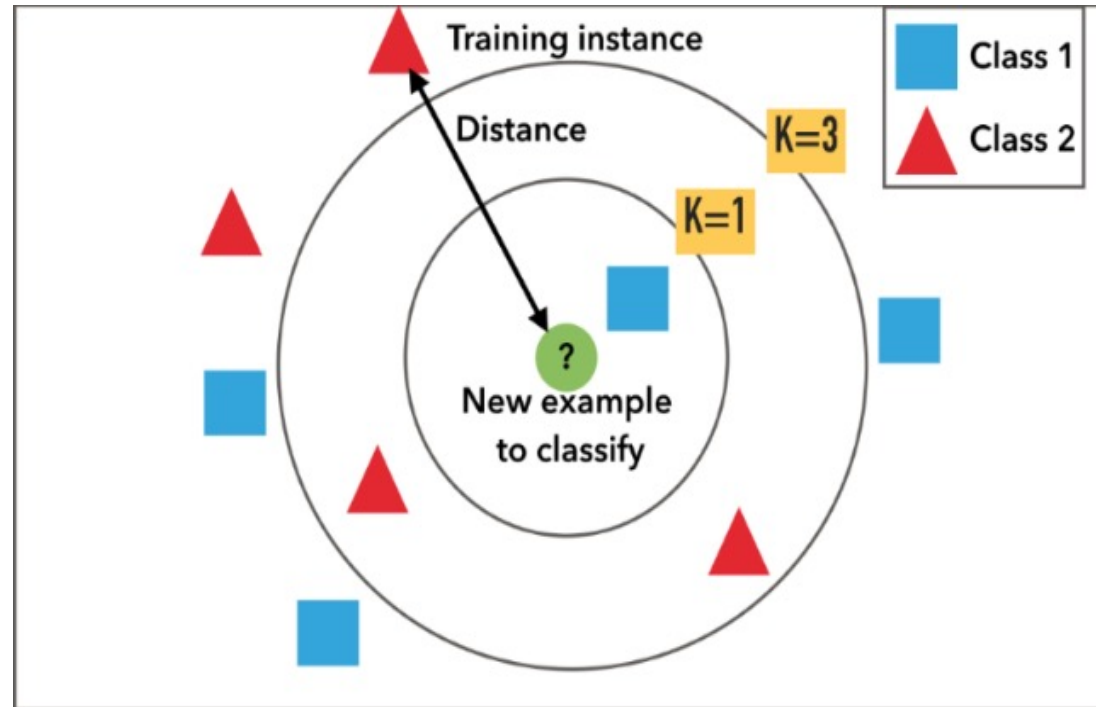 Training instance
Class 1
Distance
K=3
Class 2
K=1
?
New example
to classify